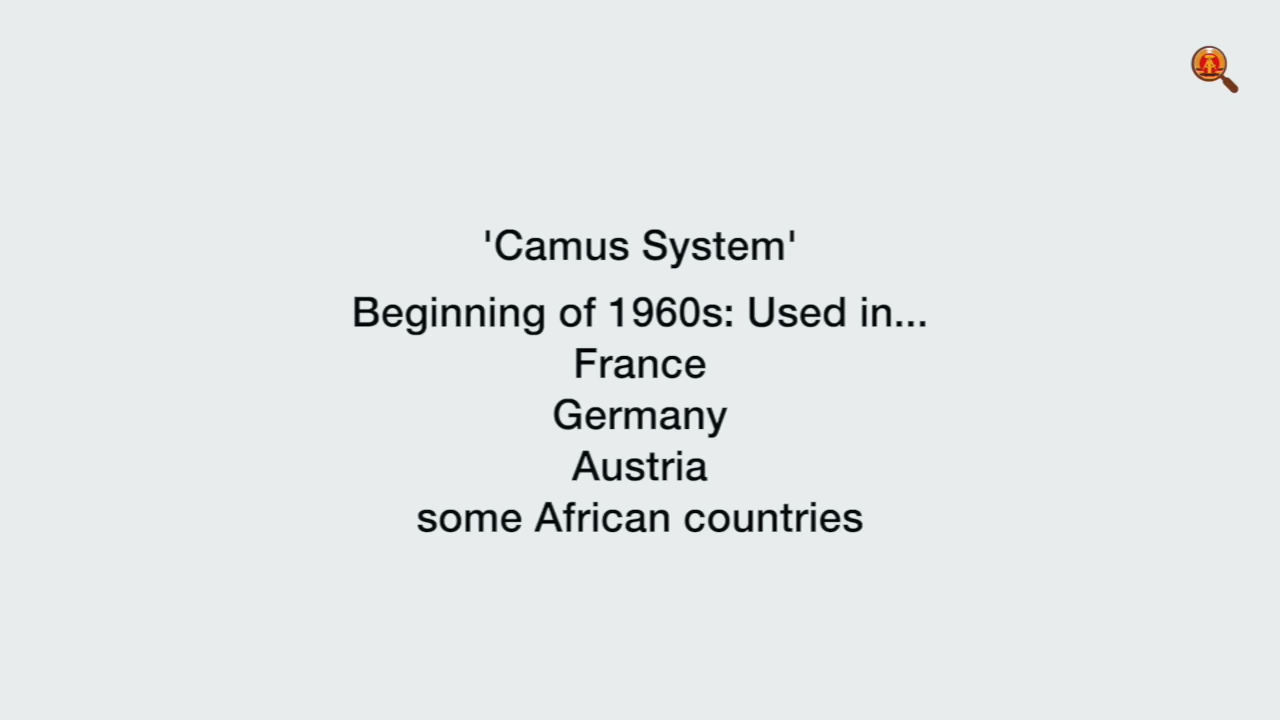 'Camus System'
Beginning of 1960s: Used in...
France
Germany
Austria
some African countries